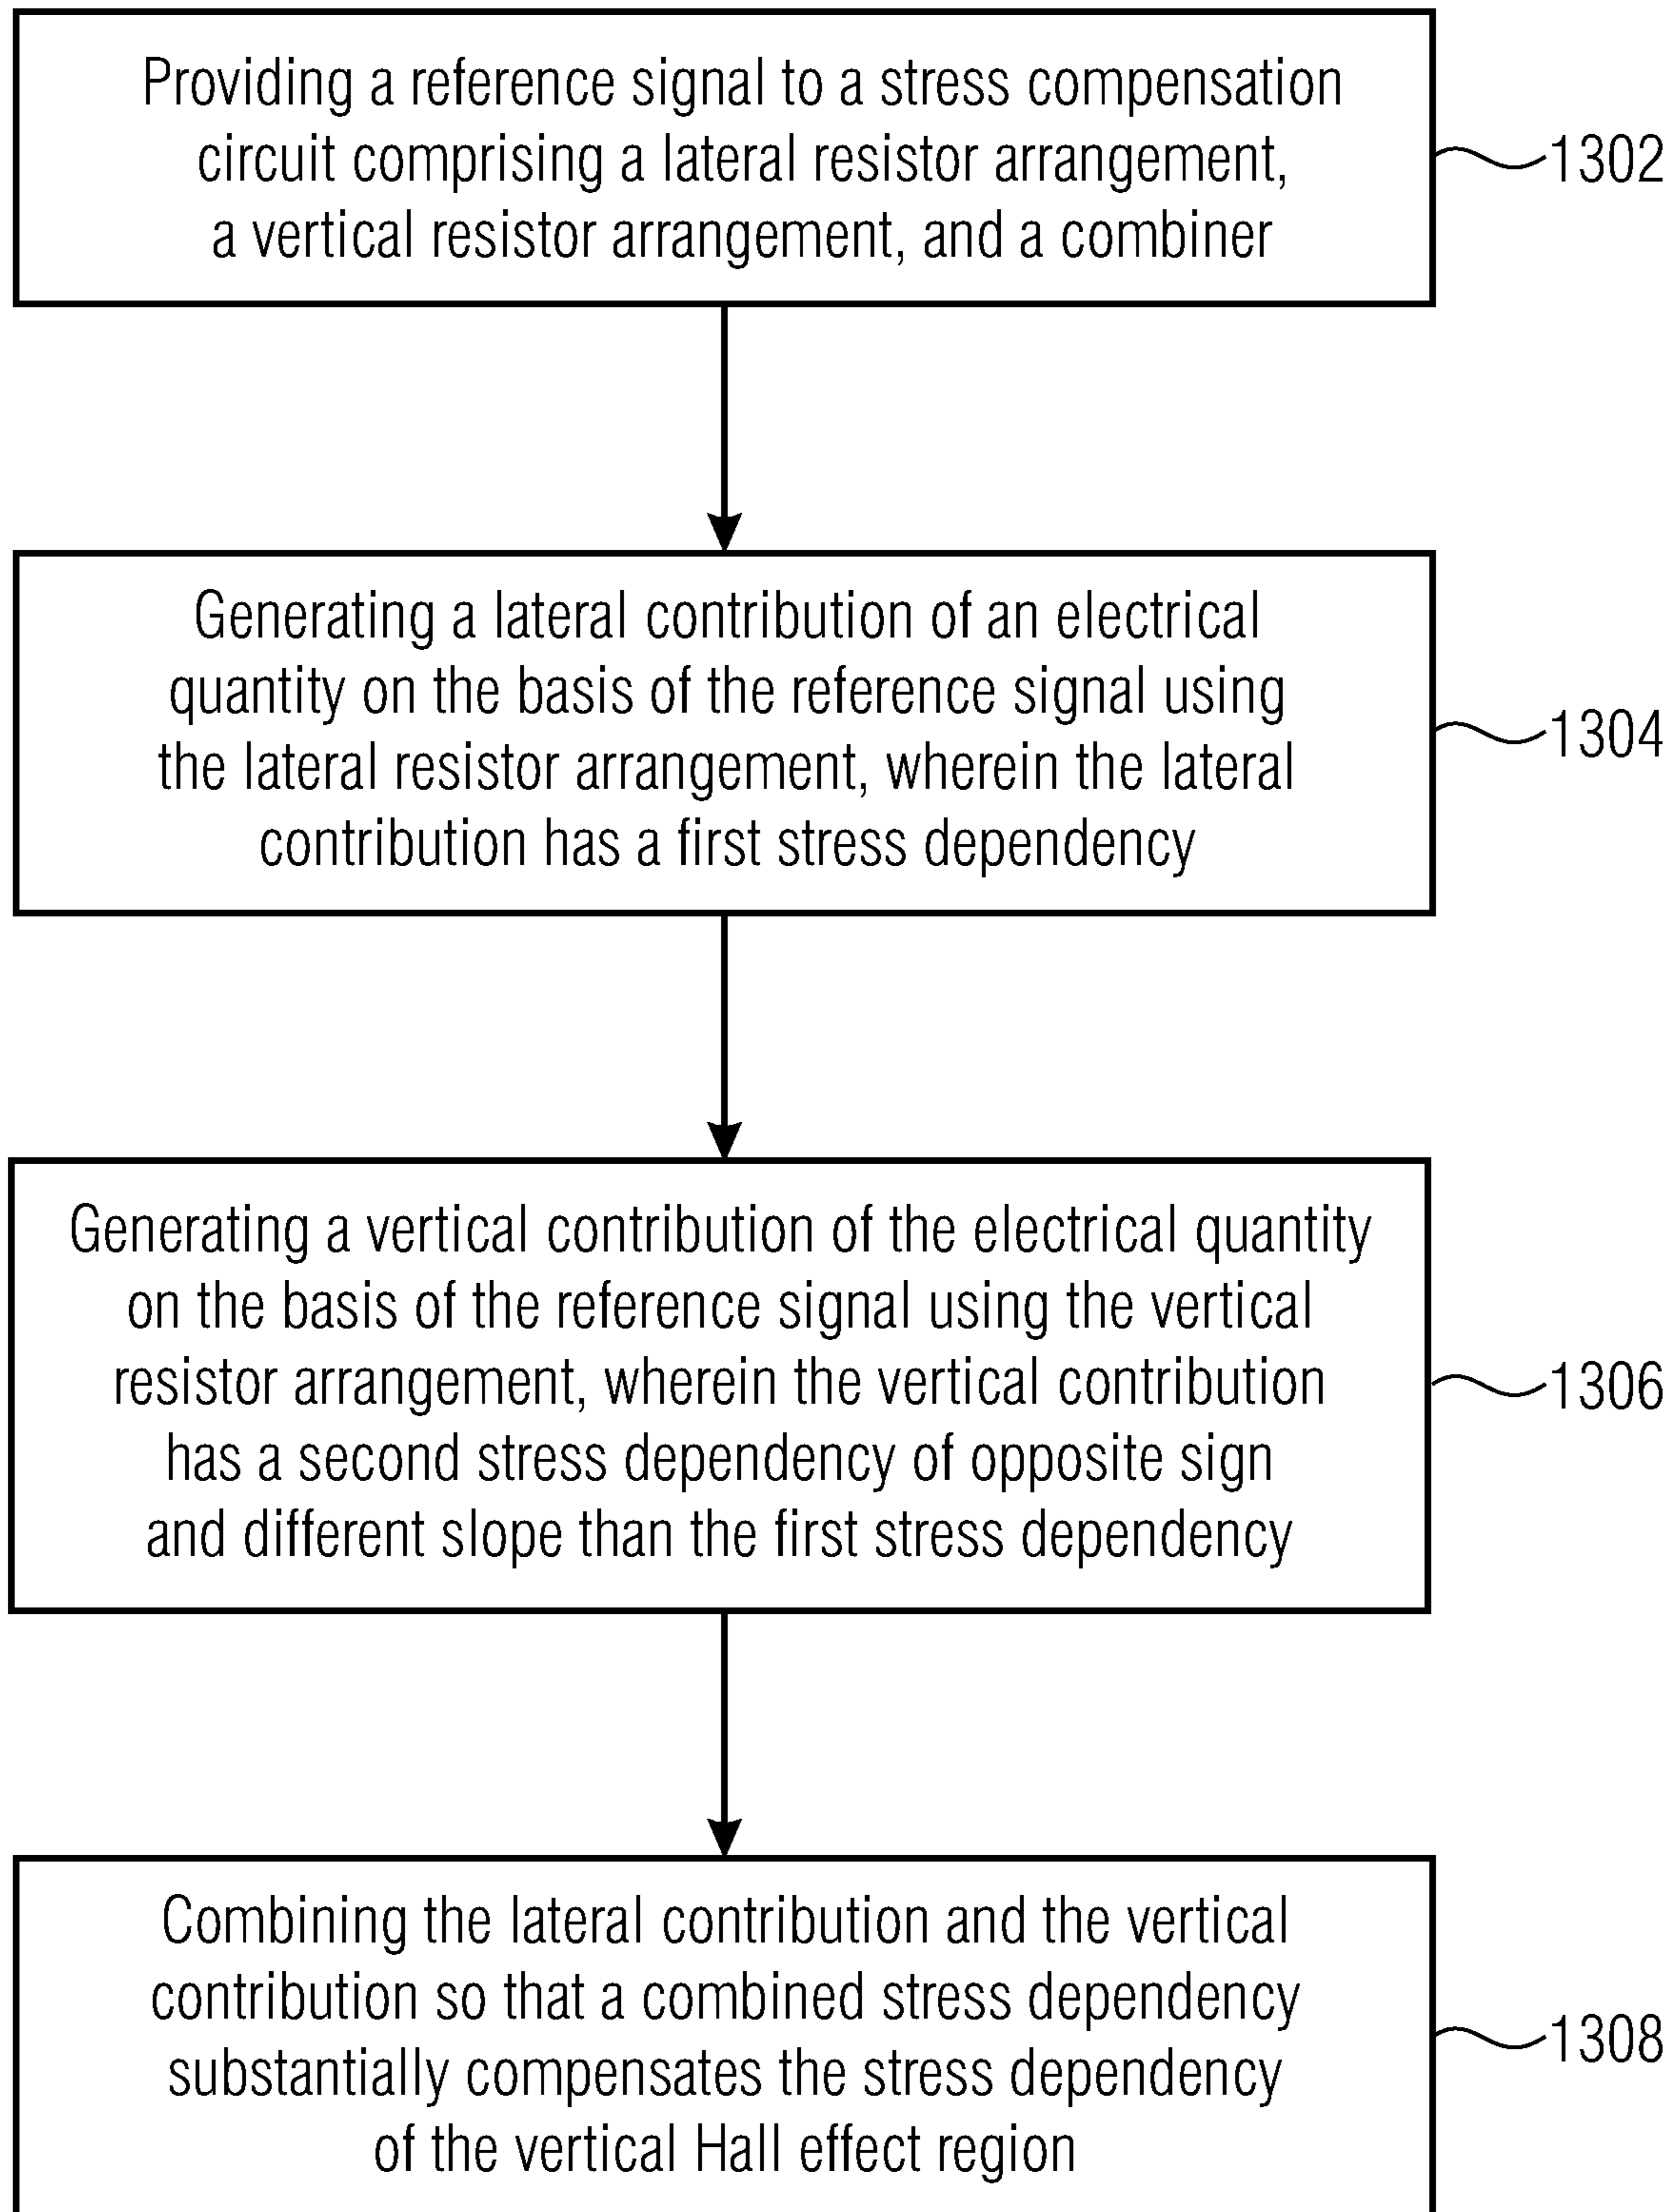 Providing a reference signal to a stress compensation
circuit comprising a lateral resistor arrangement,
a vertical resistor arrangement, and a combiner
1302
Generating a lateral contribution of an electrical
quantity on the basis of the reference signal using
the lateral resistor arrangement, wherein the lateral
contribution has a first stress dependency
1304
Generating a vertical contribution of the electrical quantity
on the basis of the reference signal using the vertical
resistor arrangement, wherein the vertical contribution
has a second stress dependency of opposite sign
and different slope than the first stress dependency
1306
Combining the lateral contribution and the vertical
contribution so that a combined stress dependency
substantially compensates the stress dependency
of the vertical Hall effect region
1308